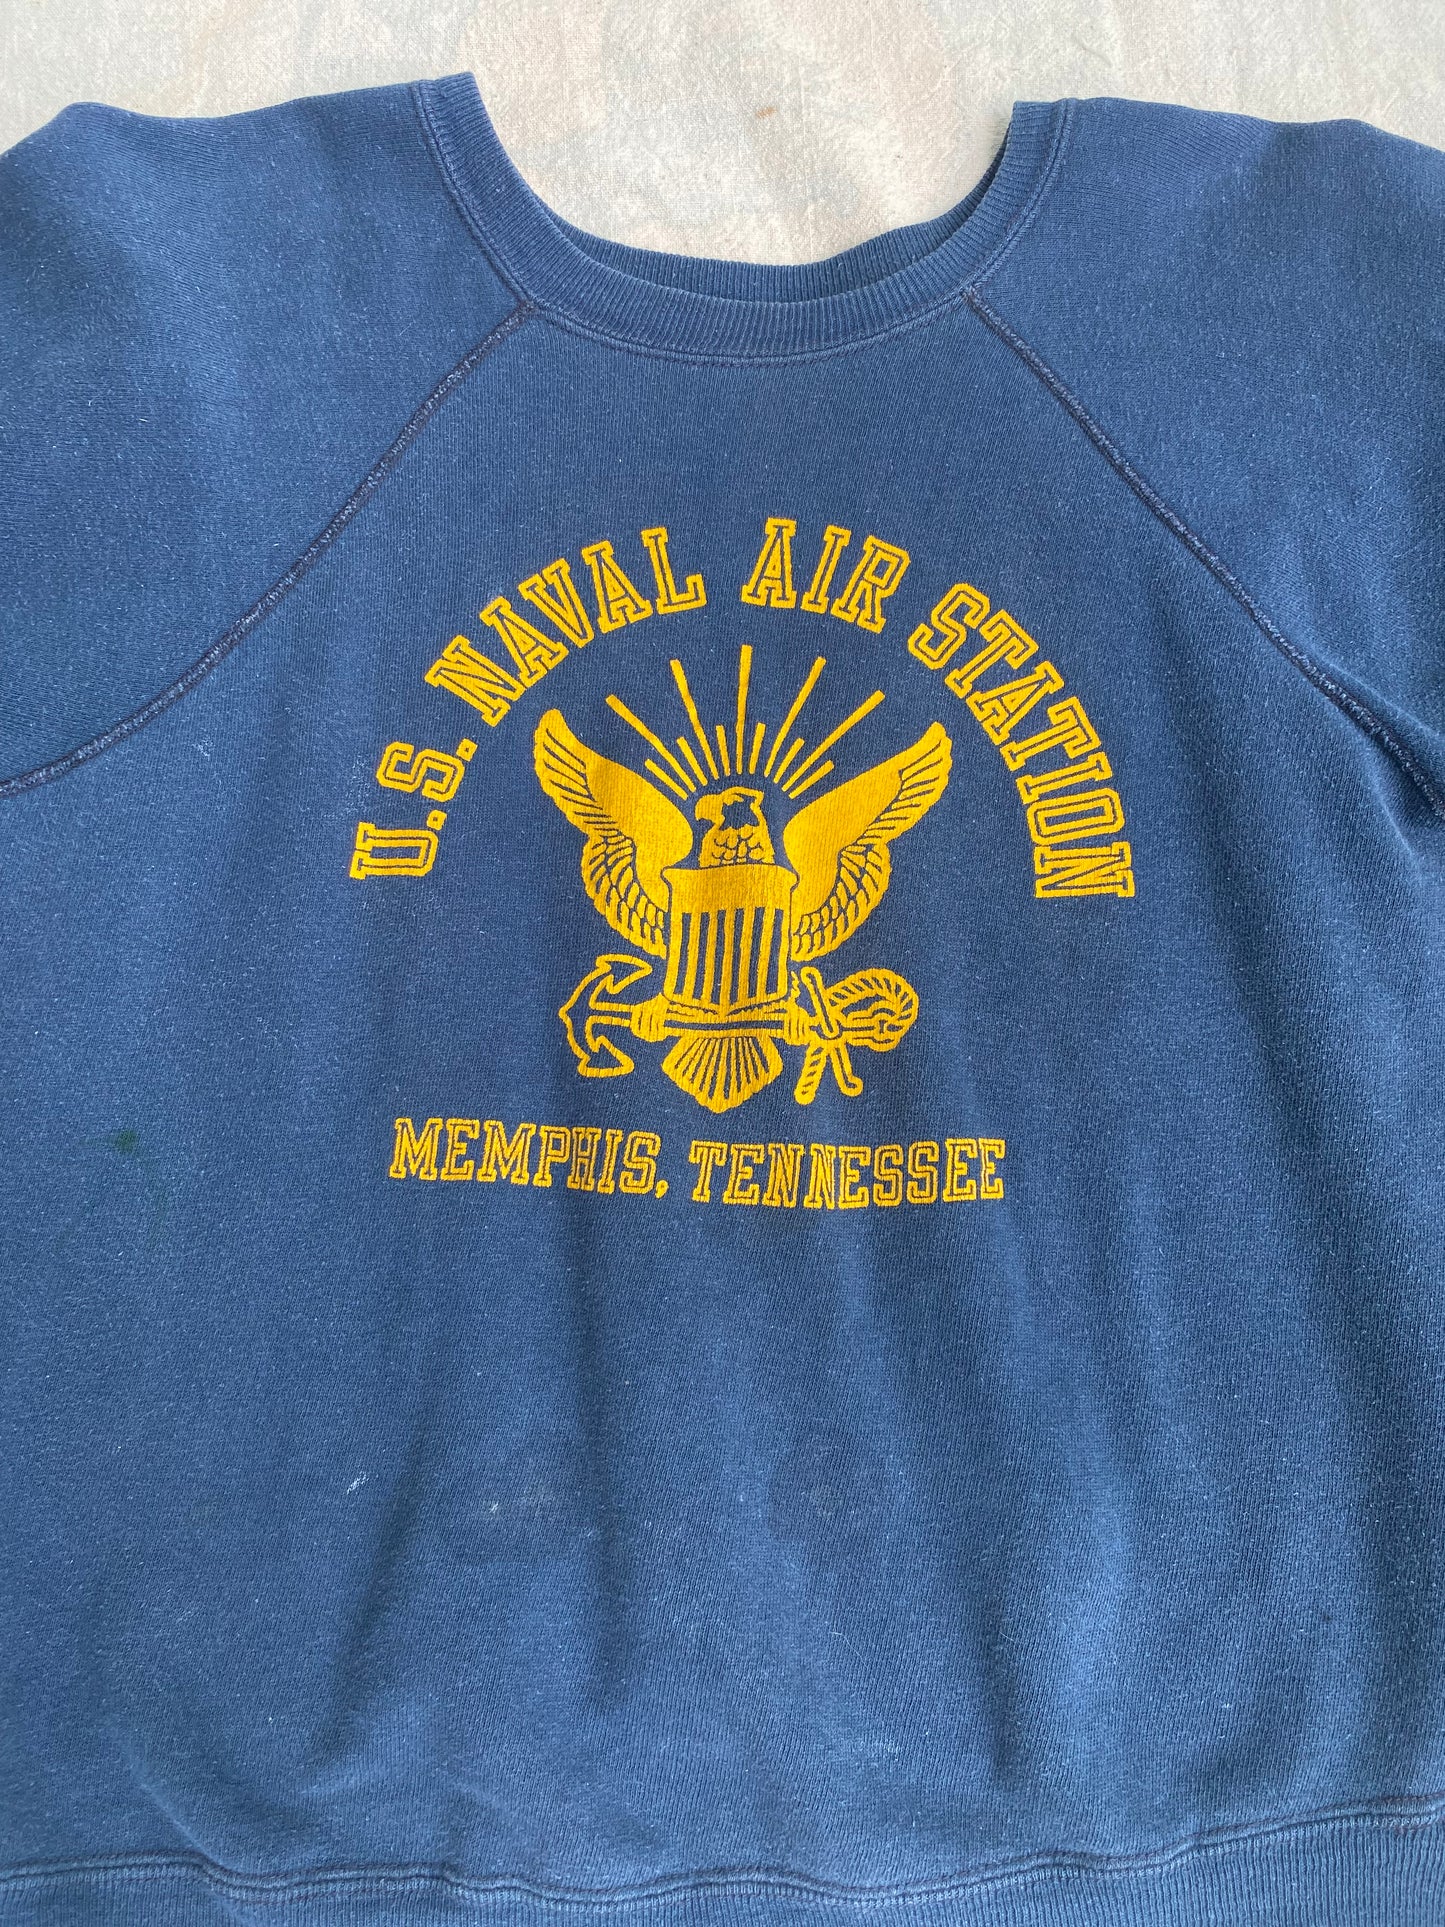 U.S. NAVAL AIR STATION
MEMPHIS, TENNESSEE